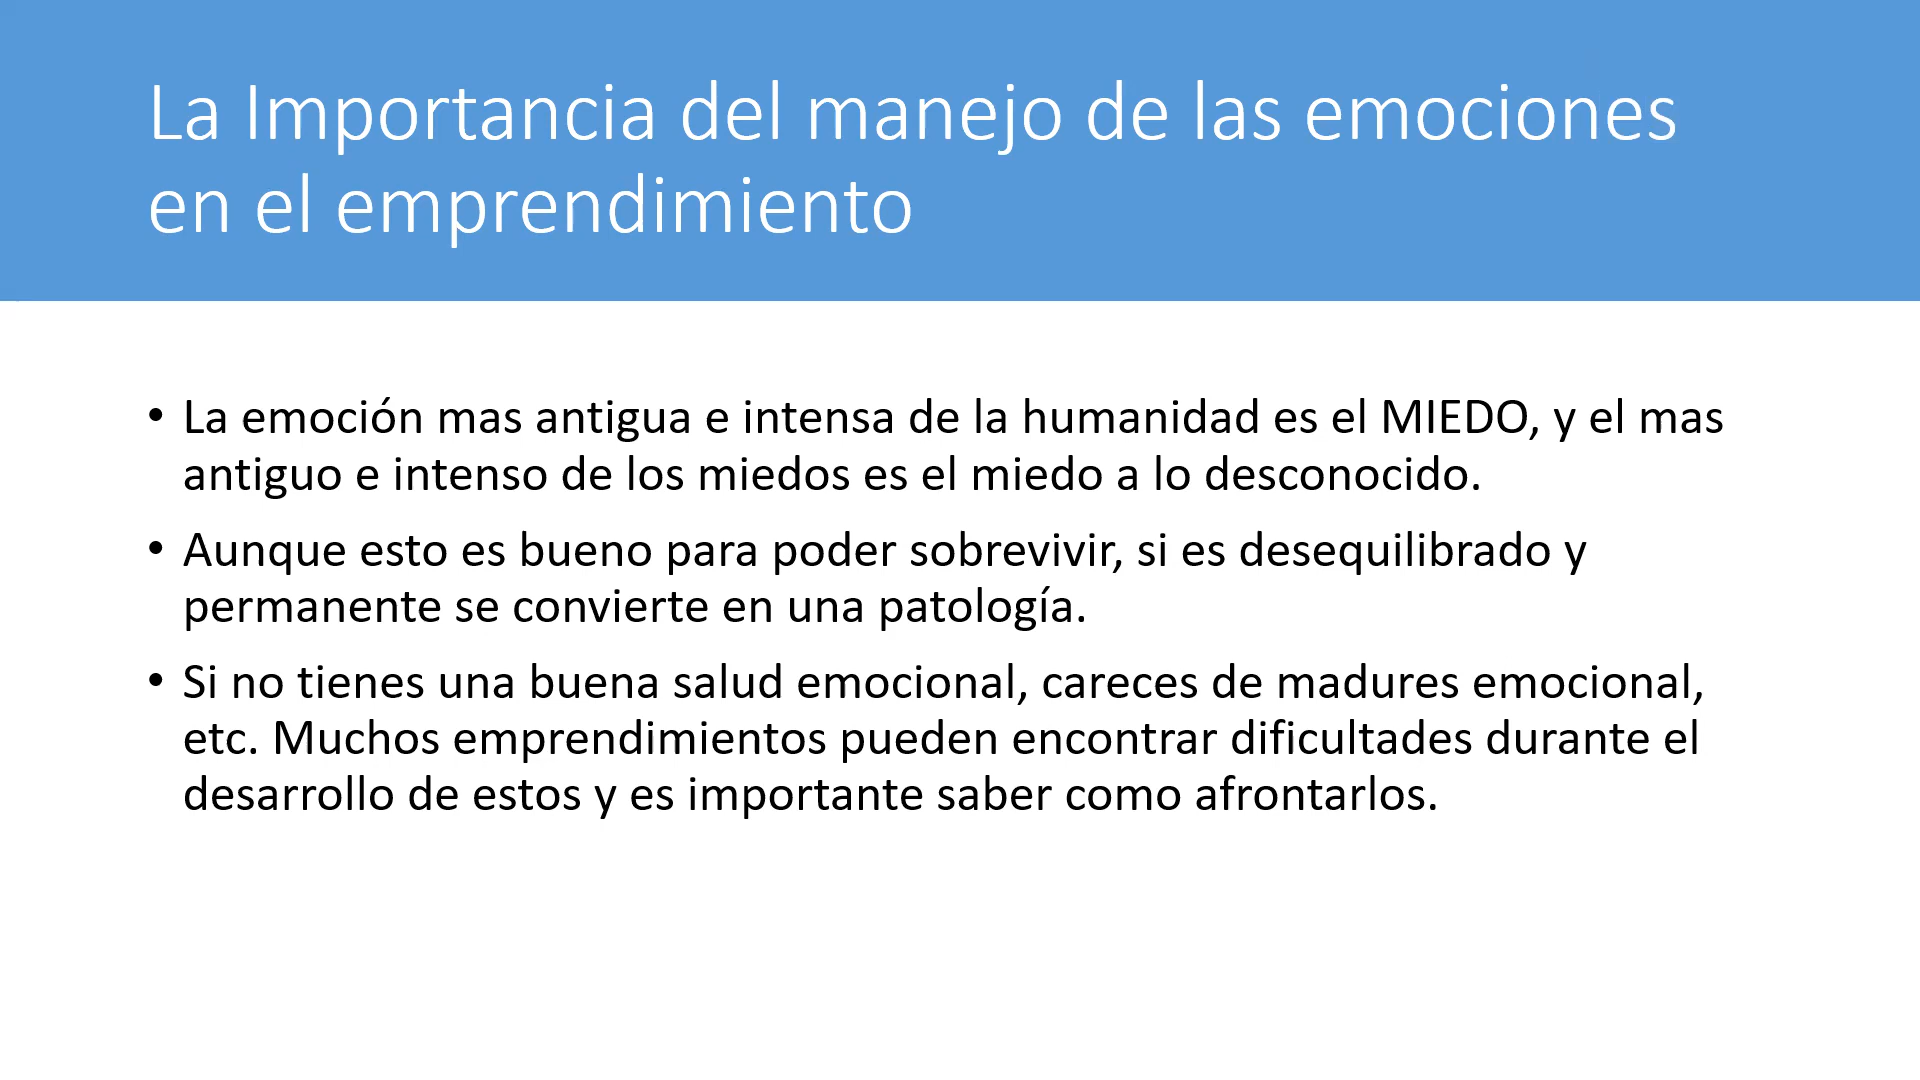 La Importancia del manejo de las emociones
en el emprendimiento
• La emoción mas antigua e intensa de la humanidad es el MIEDO, y el mas
antiguo e intenso de los miedos es el miedo a lo desconocido.
• Aunque esto es bueno para poder sobrevivir, si es desequilibrado y
permanente se convierte en una patología.
• Si no tienes una buena salud emocional, careces de madures emocional,
etc. Muchos emprendimientos pueden encontrar dificultades durante el
desarrollo de estos y es importante saber como afrontarlos.